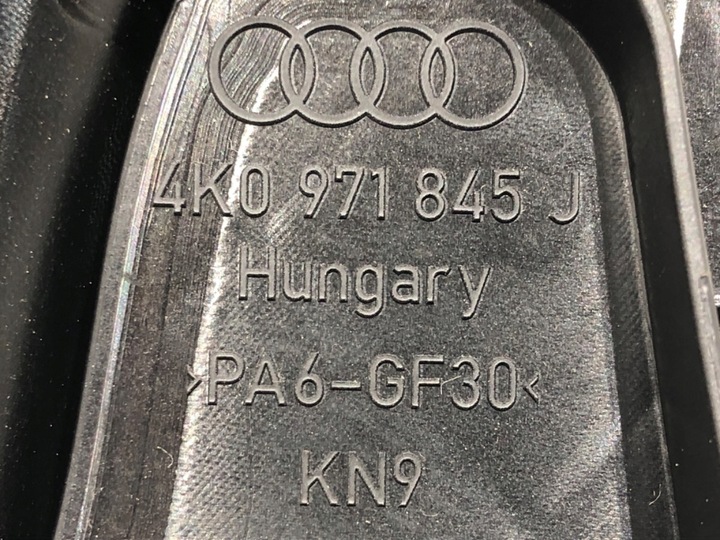 4K0 971 845 J
Hungary
>PA6-GF30<
KN9